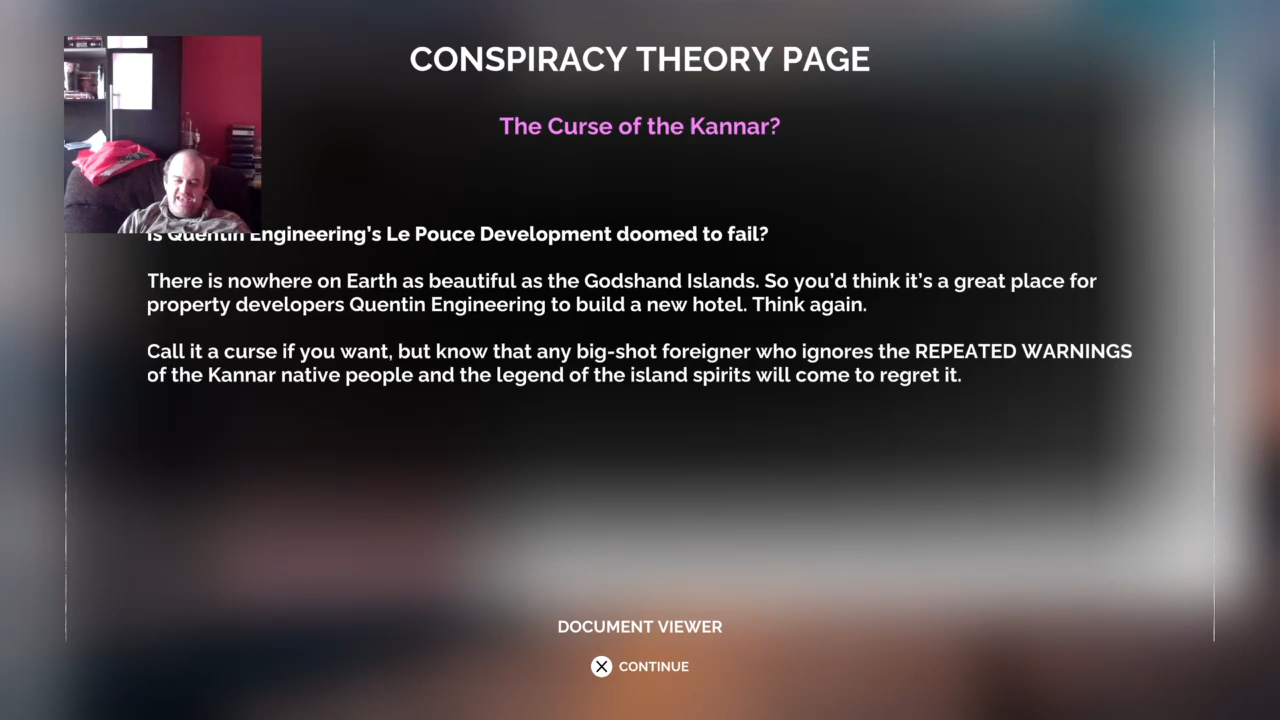 CONSPIRACY THEORY PAGE
The Curse of the Kannar?
Is Quentin Engineering's Le Pouce Development doomed to fail?
There is nowhere on Earth as beautiful as the Godshand Islands. So you'd think it's a great place for
property developers Quentin Engineering to build a new hotel. Think again.
Call it a curse if you want, but know that any big-shot foreigner who ignores the REPEATED WARNINGS
of the Kannar native people and the legend of the island spirits will come to regret it.
DOCUMENT VIEWER
CONTINUE